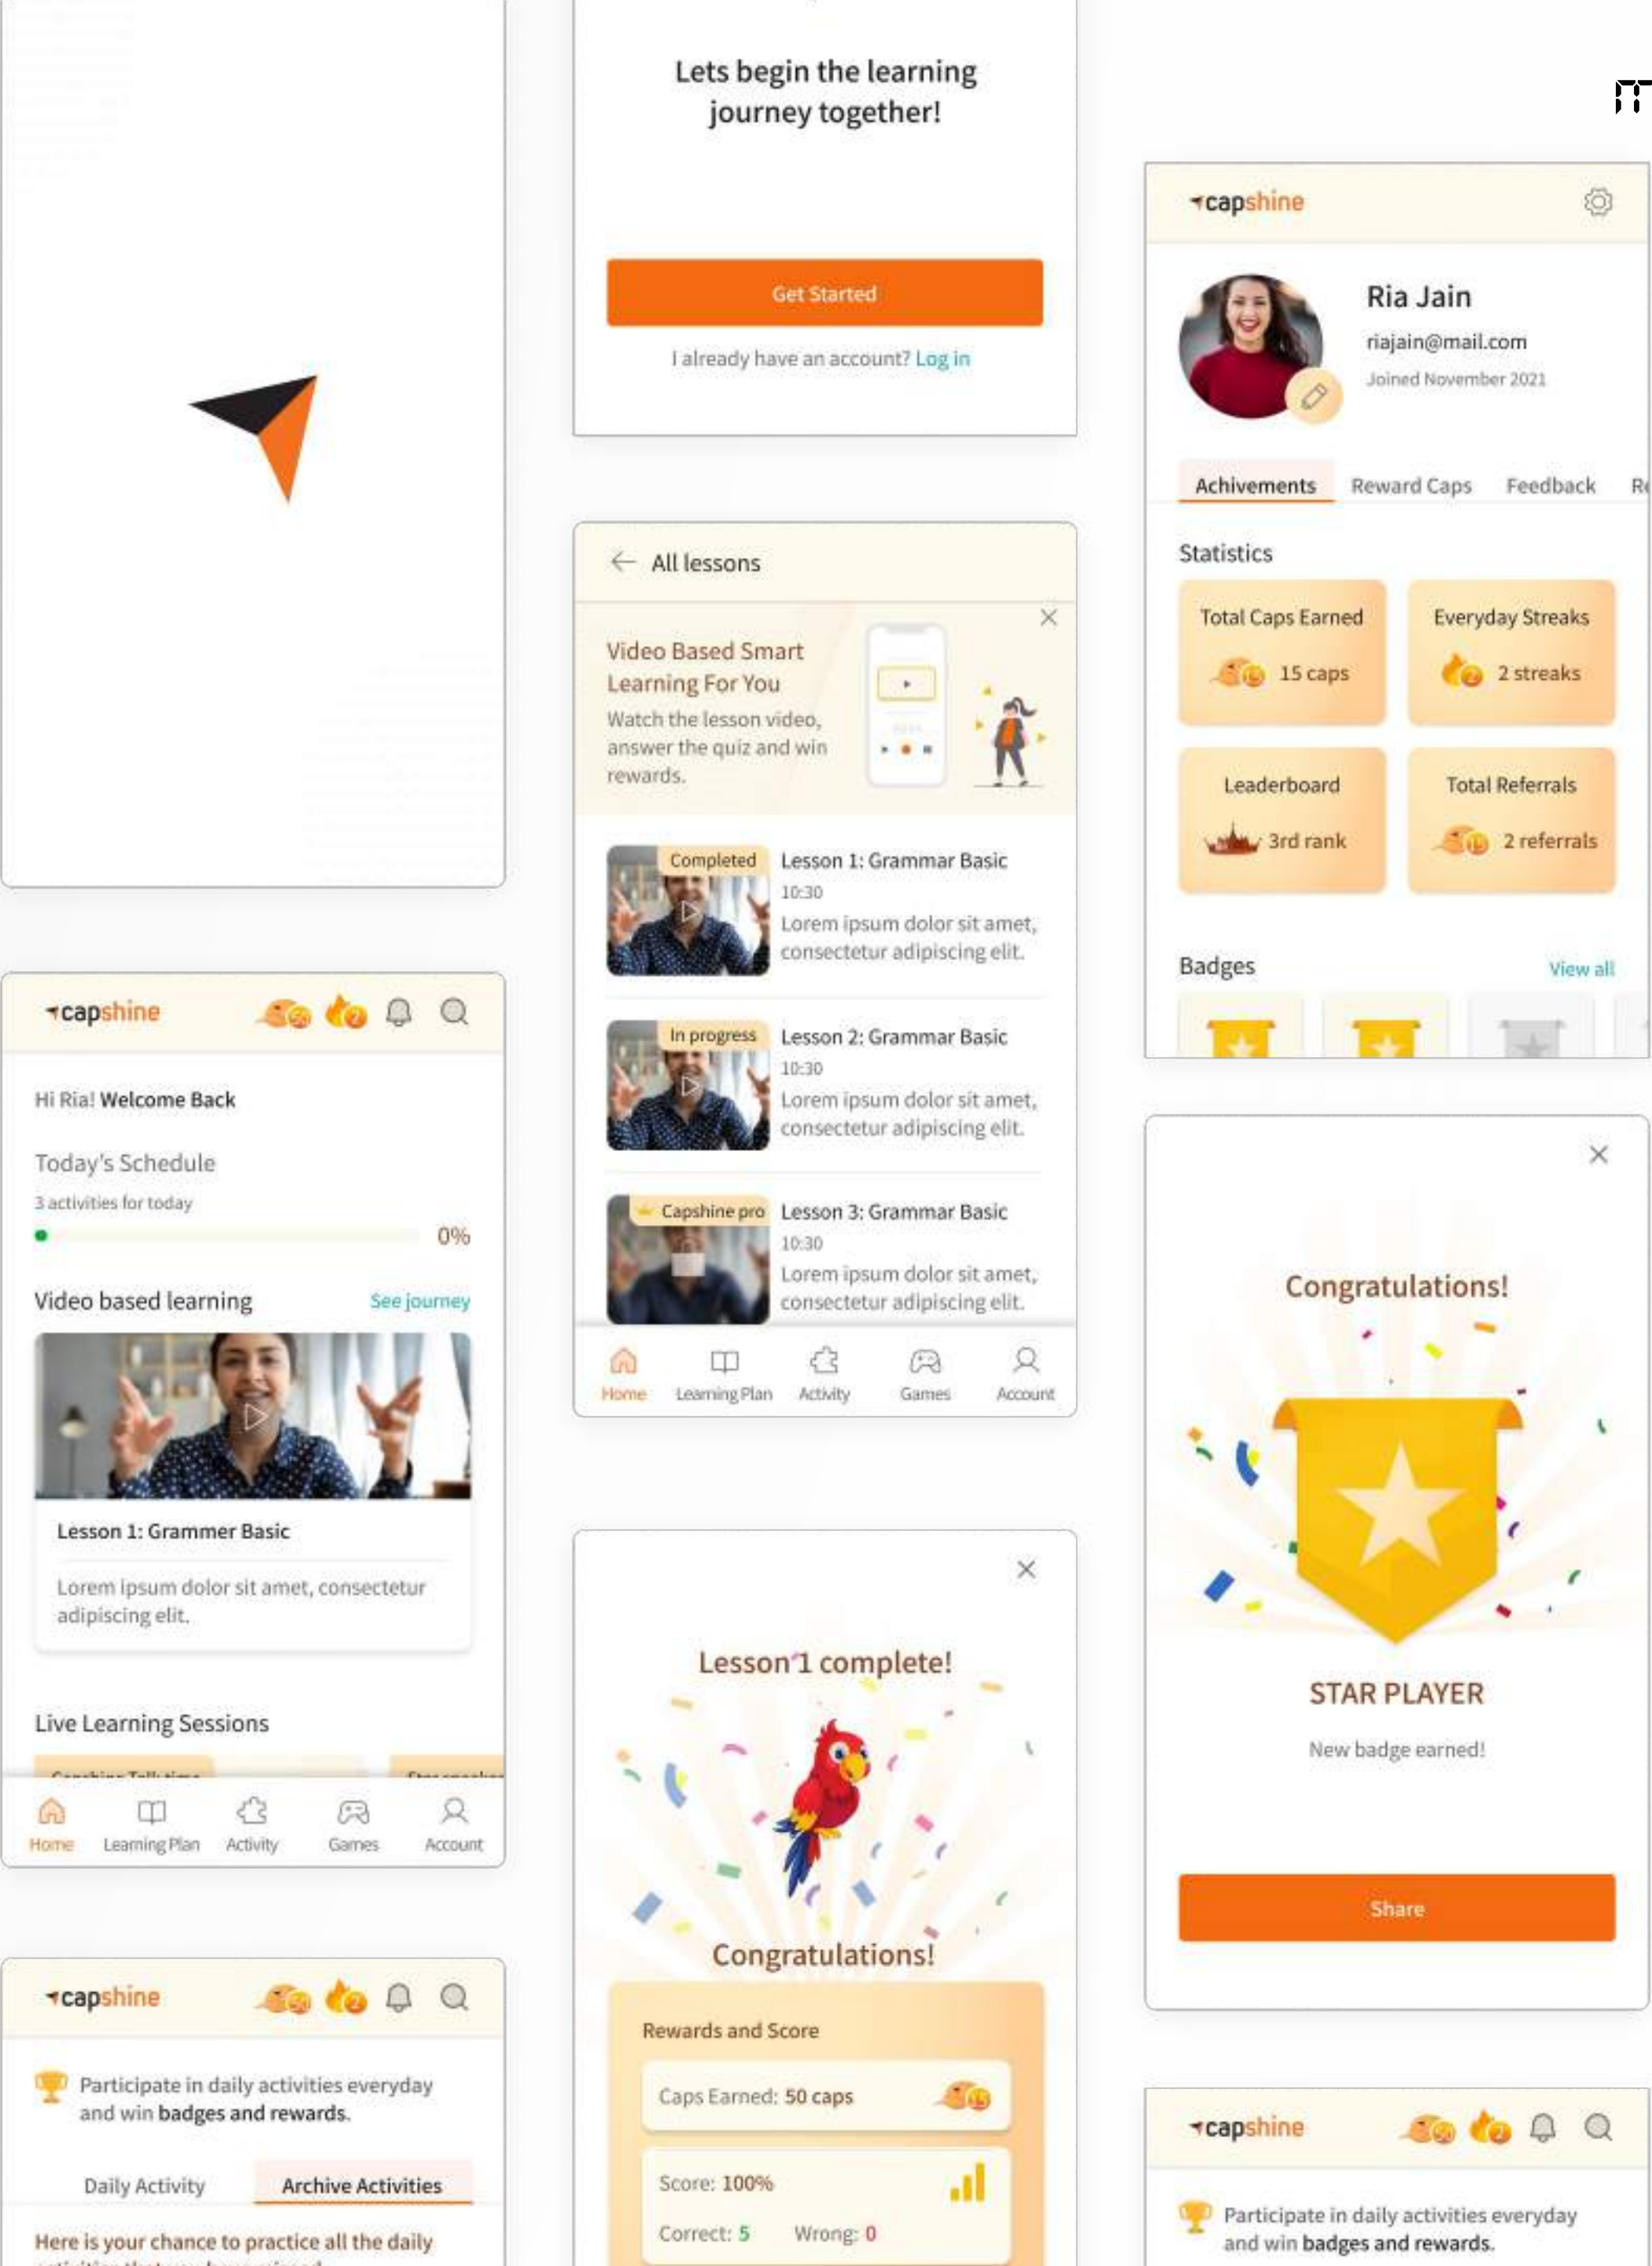 Lets begin the learning
journey together!
Get Started
I already have an account? Log in
capshine
Hi Ria! Welcome Back
Today's Schedule
3 activities for today
0%
Video based learning
See journey
Lesson 1: Grammer Basic
Lorem ipsum dolor sit amet, consectetur
adipiscing elit.
Live Learning Sessions
Home
Learning Plan
Activity
Games
Account
capshine
Participate in daily activities everyday
and win badges and rewards.
Daily Activity
Archive Activities
Here is your chance to practice all the daily
All lessons
Video Based Smart
Learning For You
Watch the lesson video,
answer the quiz and win
rewards.
Completed
Lesson 1: Grammar Basic
10:30
Lorem ipsum dolor sit amet,
consectetur adipiscing elit.
In progress
Lesson 2: Grammar Basic
10:30
Lorem ipsum dolor sit amet,
consectetur adipiscing elit.
Capshine pro
Lesson 3: Grammar Basic
10:30
Lorem ipsum dolor sit amet,
consectetur adipiscing elit.
Home
Learning Plan
Activity
Games
Account
Lesson 1 complete!
Congratulations!
Rewards and Score
Caps Earned: 50 caps
Score: 100%
Correct: 5 Wrong: 0
capshine
Ria Jain
riajain@mail.com
Joined November 2021
Achivements
Reward Caps
Feedback
Statistics
Total Caps Earned
15 caps
Everyday Streaks
2 streaks
Leaderboard
3rd rank
Total Referrals
2 referrals
Badges
View all
Congratulations!
STAR PLAYER
New badge earned!
Share
capshine
Participate in daily activities everyday
and win badges and rewards.